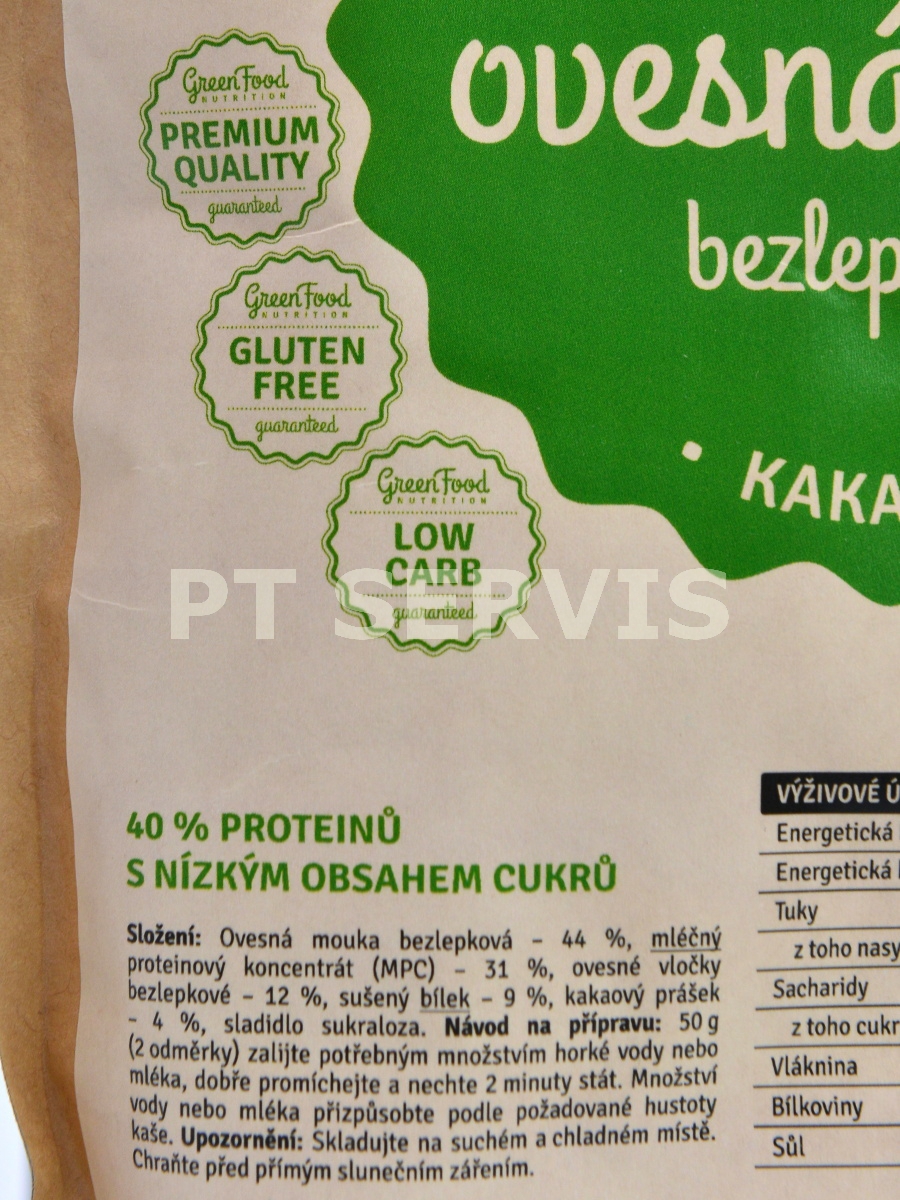 GreenFood
NUTRITION
PREMIUM
QUALITY
guaranteed
ovesná
bezlep
GreenFood
NUTRITION
GLUTEN
FREE
guaranteed
• KAKA
GreenFood
NUTRITION
LOW
CARB
guaranteed
PT SERVIS
40 % PROTEINŮ
S NÍZKÝM OBSAHEM CUKRŮ
Složení: Ovesná mouka bezlepková – 44 %, mléčný
proteinový koncentrát (MPC) – 31 %, ovesné vločky
bezlepkové – 12 %, sušený bílek – 9 %, kakaový prášek
– 4 %, sladidlo sukraloza. Návod na přípravu: 50 g
(2 odměrky) zalijte potřebným množstvím horké vody nebo
mléka, dobře promíchejte a nechte 2 minuty stát. Množství
vody nebo mléka přizpůsobte podle požadované hustoty
kaše. Upozornění: Skladujte na suchém a chladném místě.
Chraňte před přímým slunečním zářením.
VÝŽIVOVÉ Ú
Energetická
Energetická
Tuky
z toho nasy
Sacharidy
z toho cukr
Vláknina
Bílkoviny
Sůl